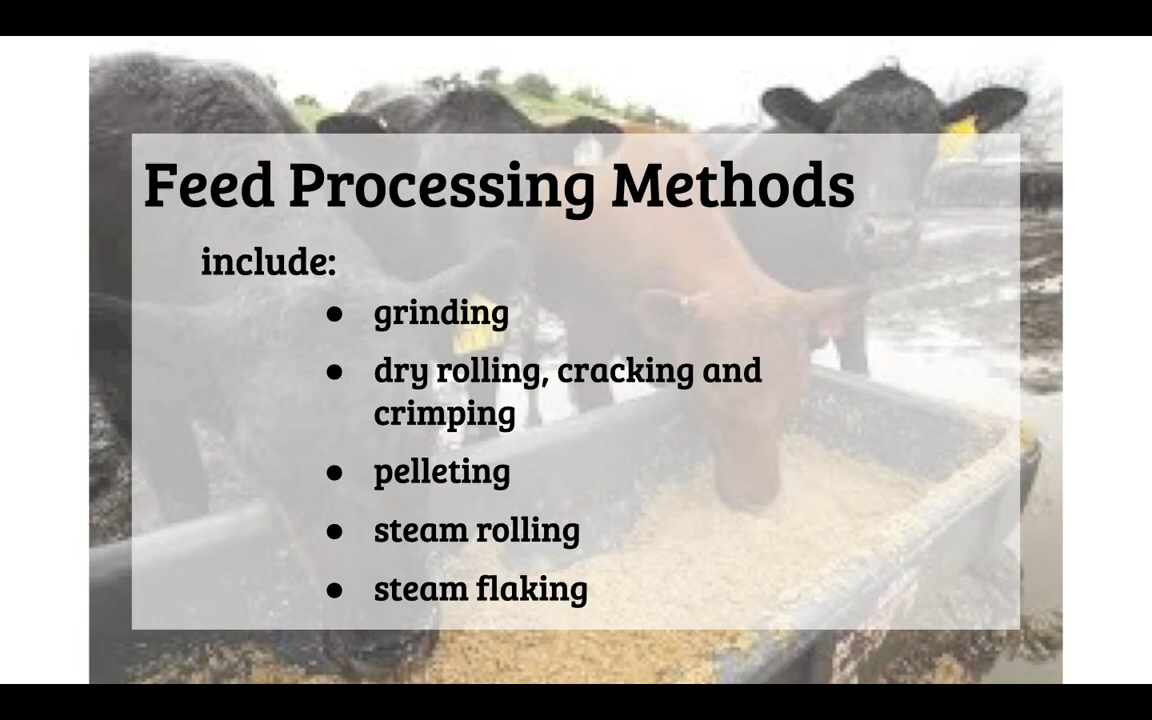 Feed Processing Methods
include:
● grinding
● dry rolling, cracking and
crimping
● pelleting
● steam rolling
● steam flaking